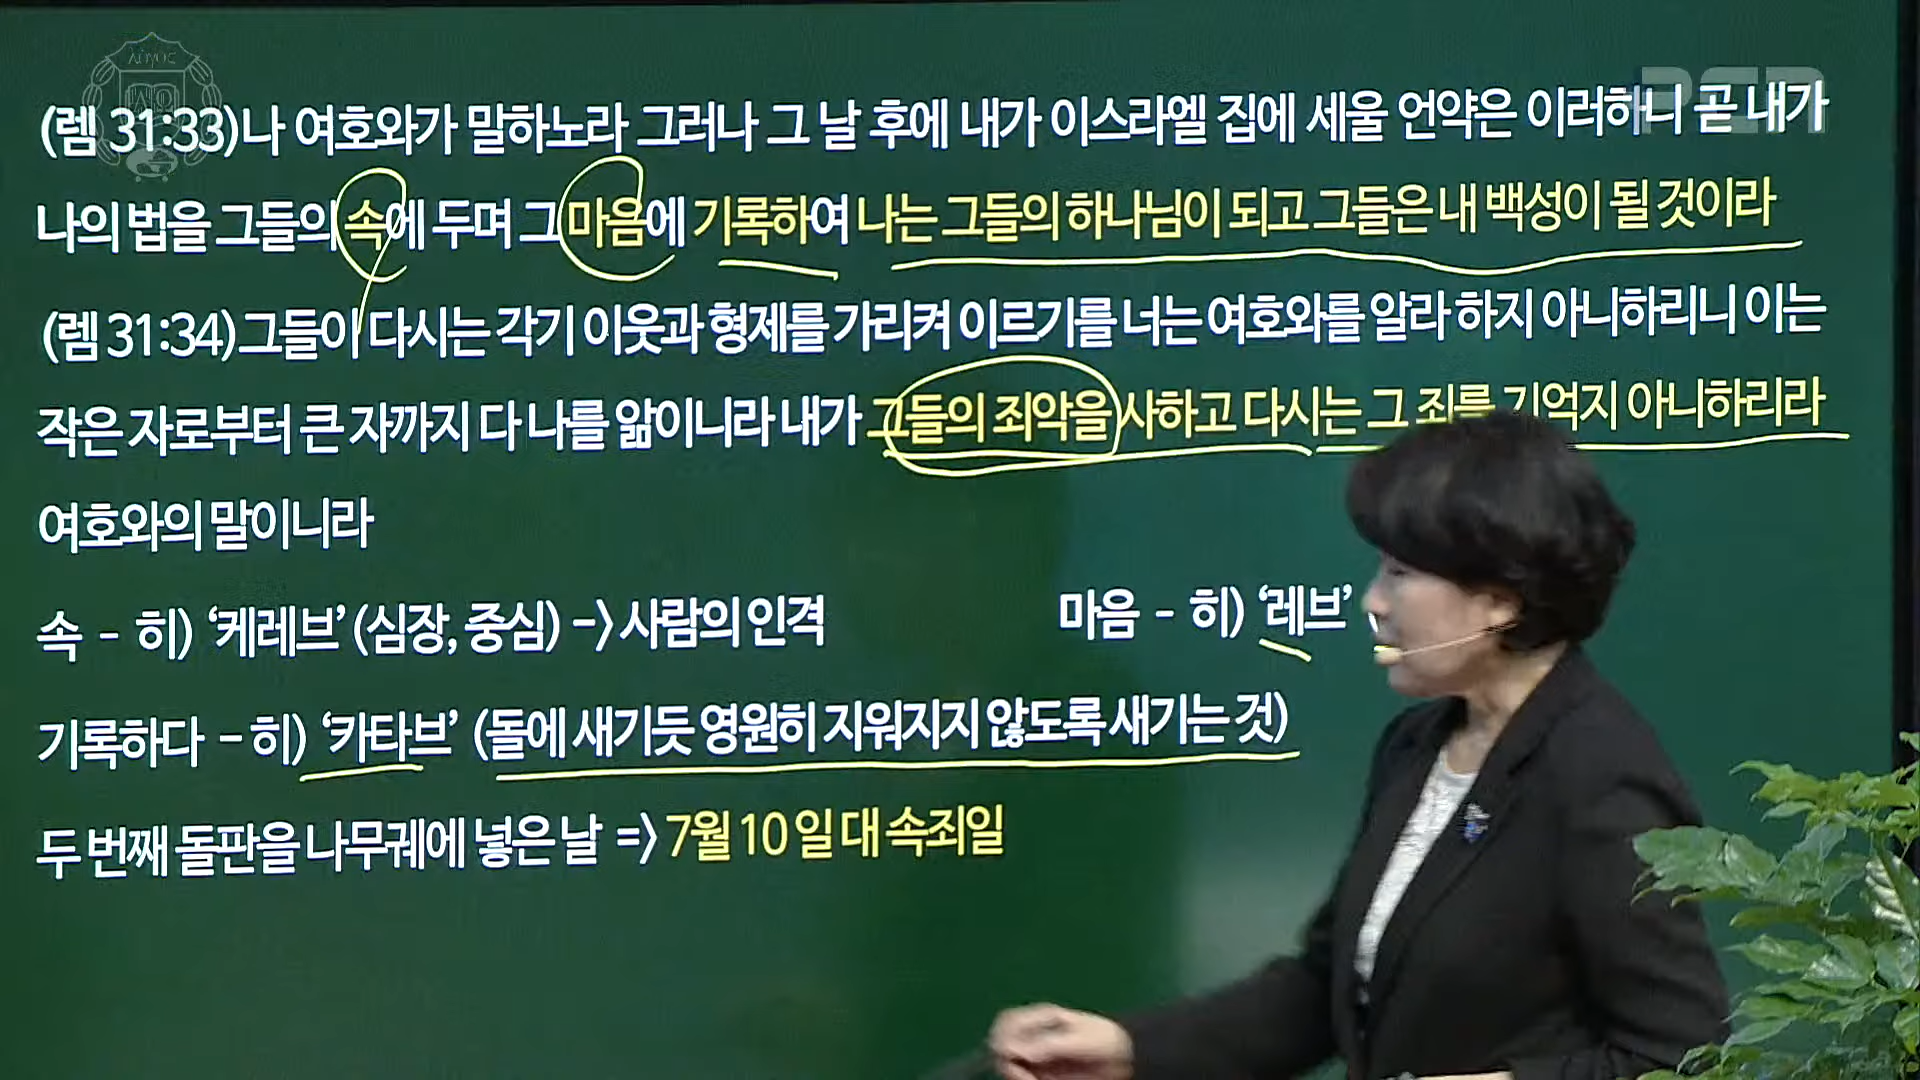 (렘 31:33)나 여호와가 말하노라 그러나 그 날 후에 내가 이스라엘 집에 세울 언약은 이러하니 곧 내가
나의 법을 그들의 속에 두며 그 마음에 기록하여 나는 그들의 하나님이 되고 그들은 내 백성이 될 것이라
(렘 31:34)그들이 다시는 각기 이웃과 형제를 가리켜 이르기를 너는 여호와를 알라 하지 아니하리니 이는
작은 자로부터 큰 자까지 다 나를 앎이니라 내가 그들의 죄악을 사하고 다시는 그 죄를 기억지 아니하리라
여호와의 말이니라
속 - 히) ‘케레브’(심장, 중심) -> 사람의 인격 마음 - 히) ‘레브’
기록하다 - 히) ‘카타브’ (돌에 새기듯 영원히 지워지지 않도록 새기는 것)
두 번째 돌판을 나무궤에 넣은 날 => 7월 10일 대 속죄일